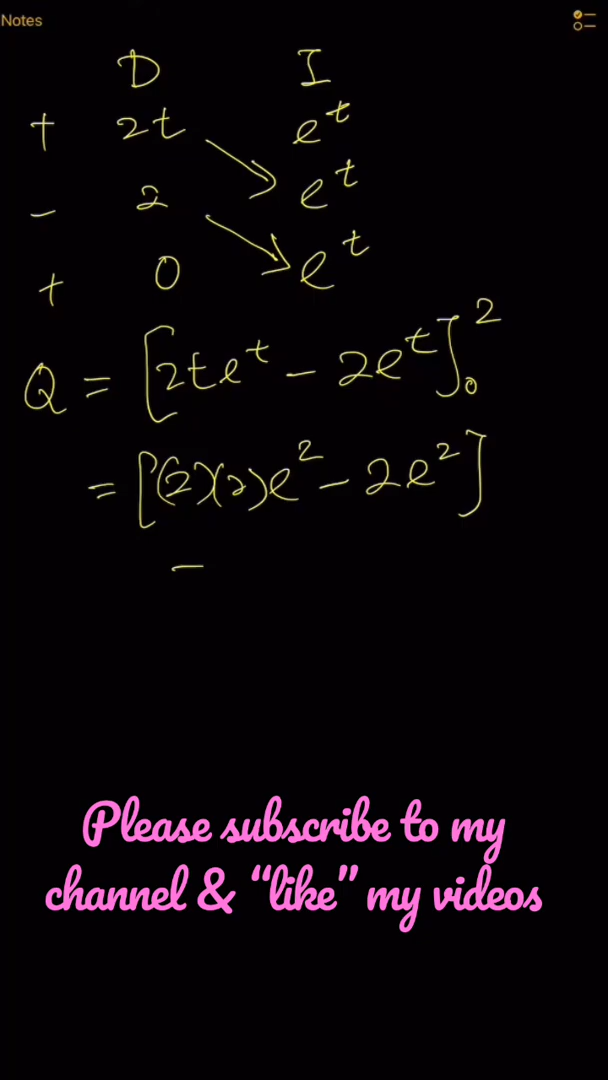 Notes
D I
+ 2t e^t
- 2 e^t
+ 0 e^t
Q = [2te^t - 2e^t]_0^2
= [(2)(2)e^2 - 2e^2]
-
Please subscribe to my
channel & “like” my videos